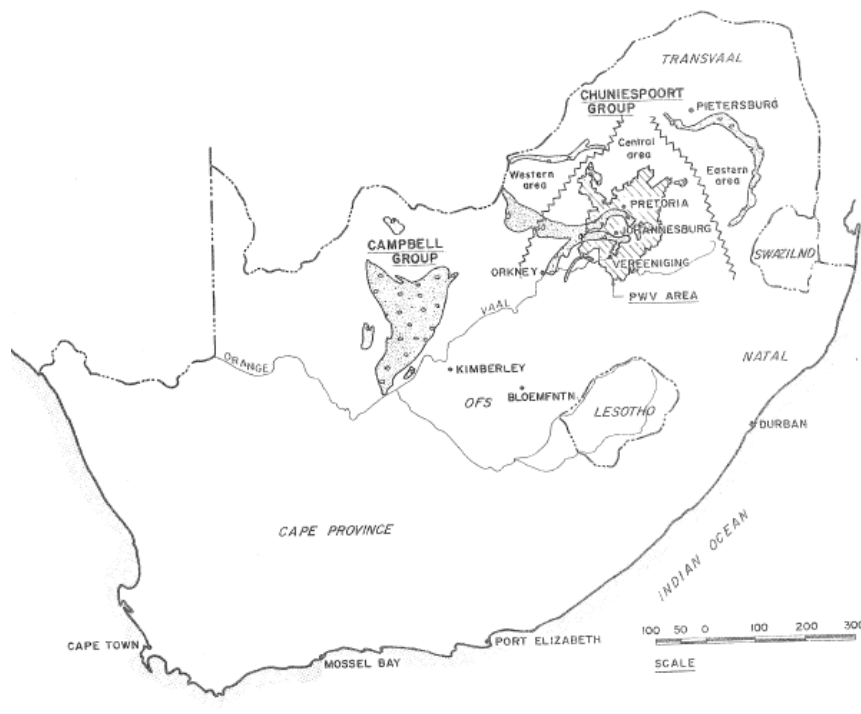 TRANSVAAL
CHUNIESPOORT
GROUP
PIETERSBURG
Central
area
Western
area
Eastern
area
PRETORIA
JOHANNESBURG
CAMPBELL
GROUP
SWAZILND
ORKNEY
VEREENIGING
PWV AREA
VAAL
ORANGE
NATAL
KIMBERLEY
OFS
BLOEMFNTN
LESOTHO
DURBAN
CAPE PROVINCE
INDIAN OCEAN
100 50 0 100 200 300
SCALE
CAPE TOWN
PORT ELIZABETH
MOSSEL BAY